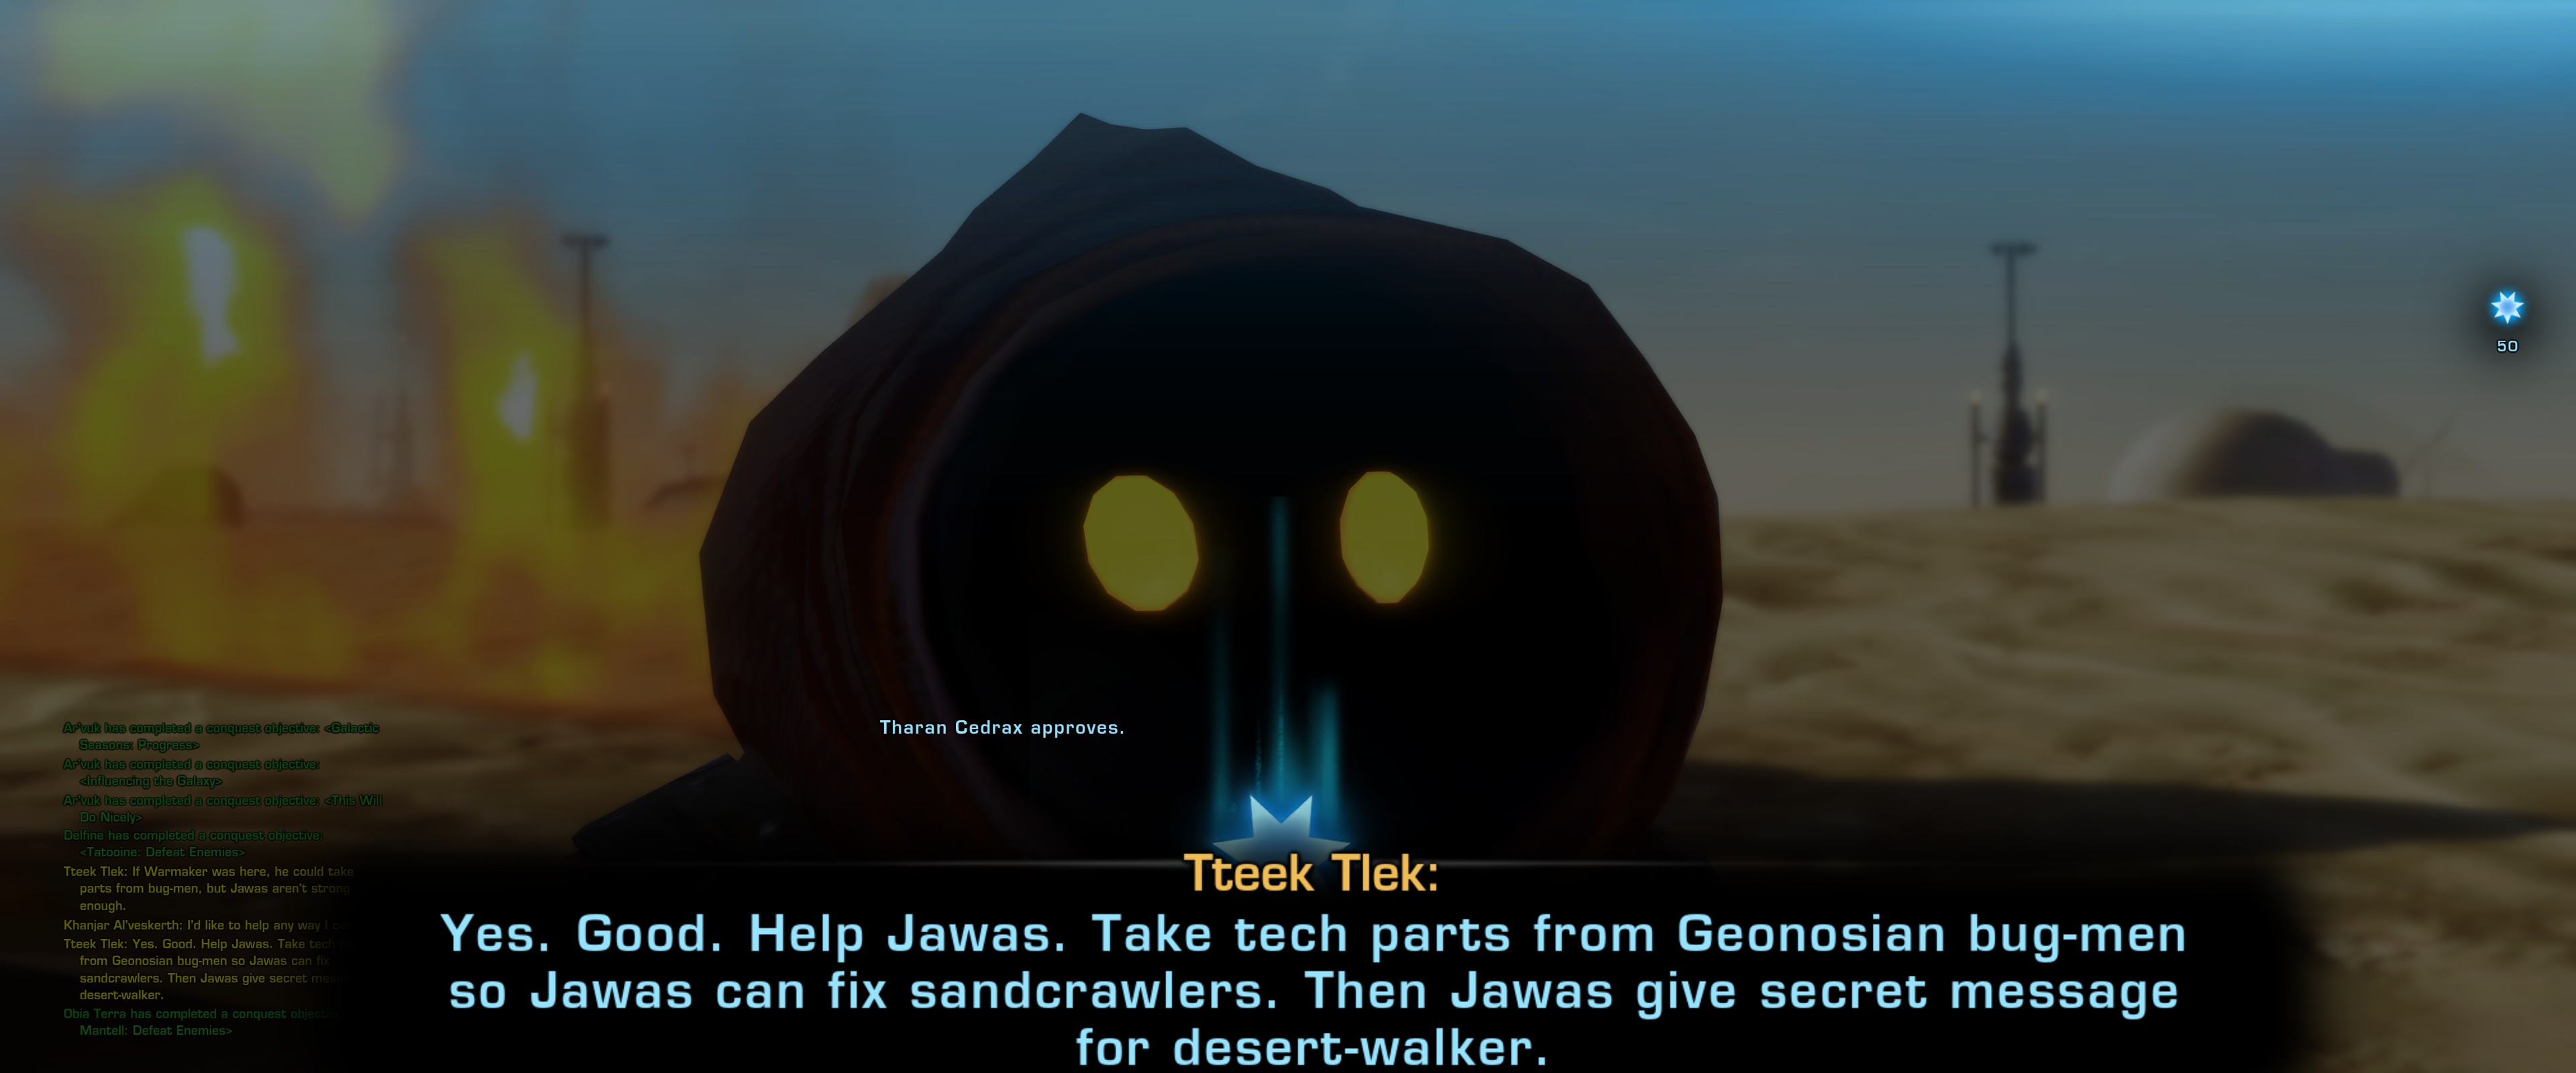 50
Tharan Cedrax approves.
Ar'vuk has completed a conquest objective: <Galactic
Seasons: Progress>
Ar'vuk has completed a conquest objective:
<Influencing the Galaxy>
Ar'vuk has completed a conquest objective: <This Will
Do Nicely>
Delfine has completed a conquest objective:
<Tatooine: Defeat Enemies>
Tteek Tlek: If Warmaker was here, he could take
parts from bug-men, but Jawas aren't strong
enough.
Khanjar Al'veskerth: I'd like to help any way I
Tteek Tlek: Yes. Good. Help Jawas. Take tech
from Geonosian bug-men so Jawas can fix
sandcrawlers. Then Jawas give secret
desert-walker.
Obia Terra has completed a conquest
Mantell: Defeat Enemies>
Tteek Tlek:
Yes. Good. Help Jawas. Take tech parts from Geonosian bug-men
so Jawas can fix sandcrawlers. Then Jawas give secret message
for desert-walker.